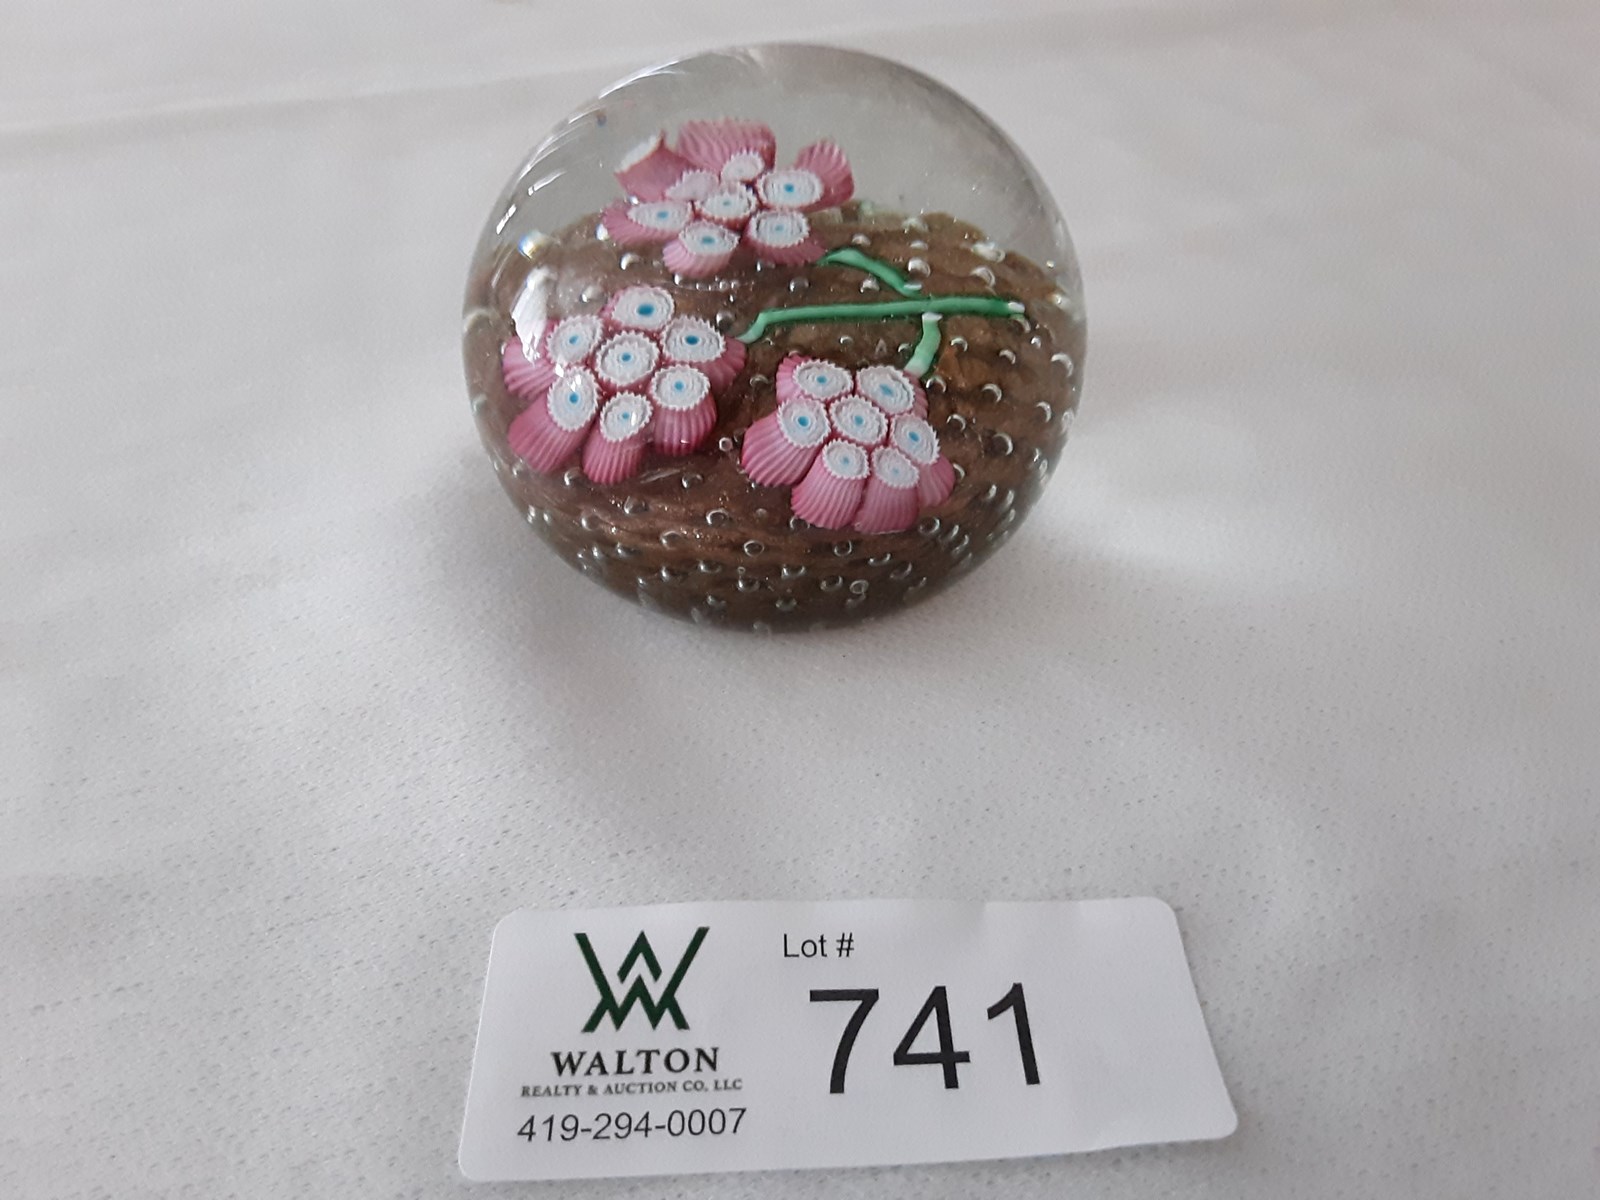 Lot #
741
WALTON
REALTY & AUCTION CO, LLC
419-294-0007